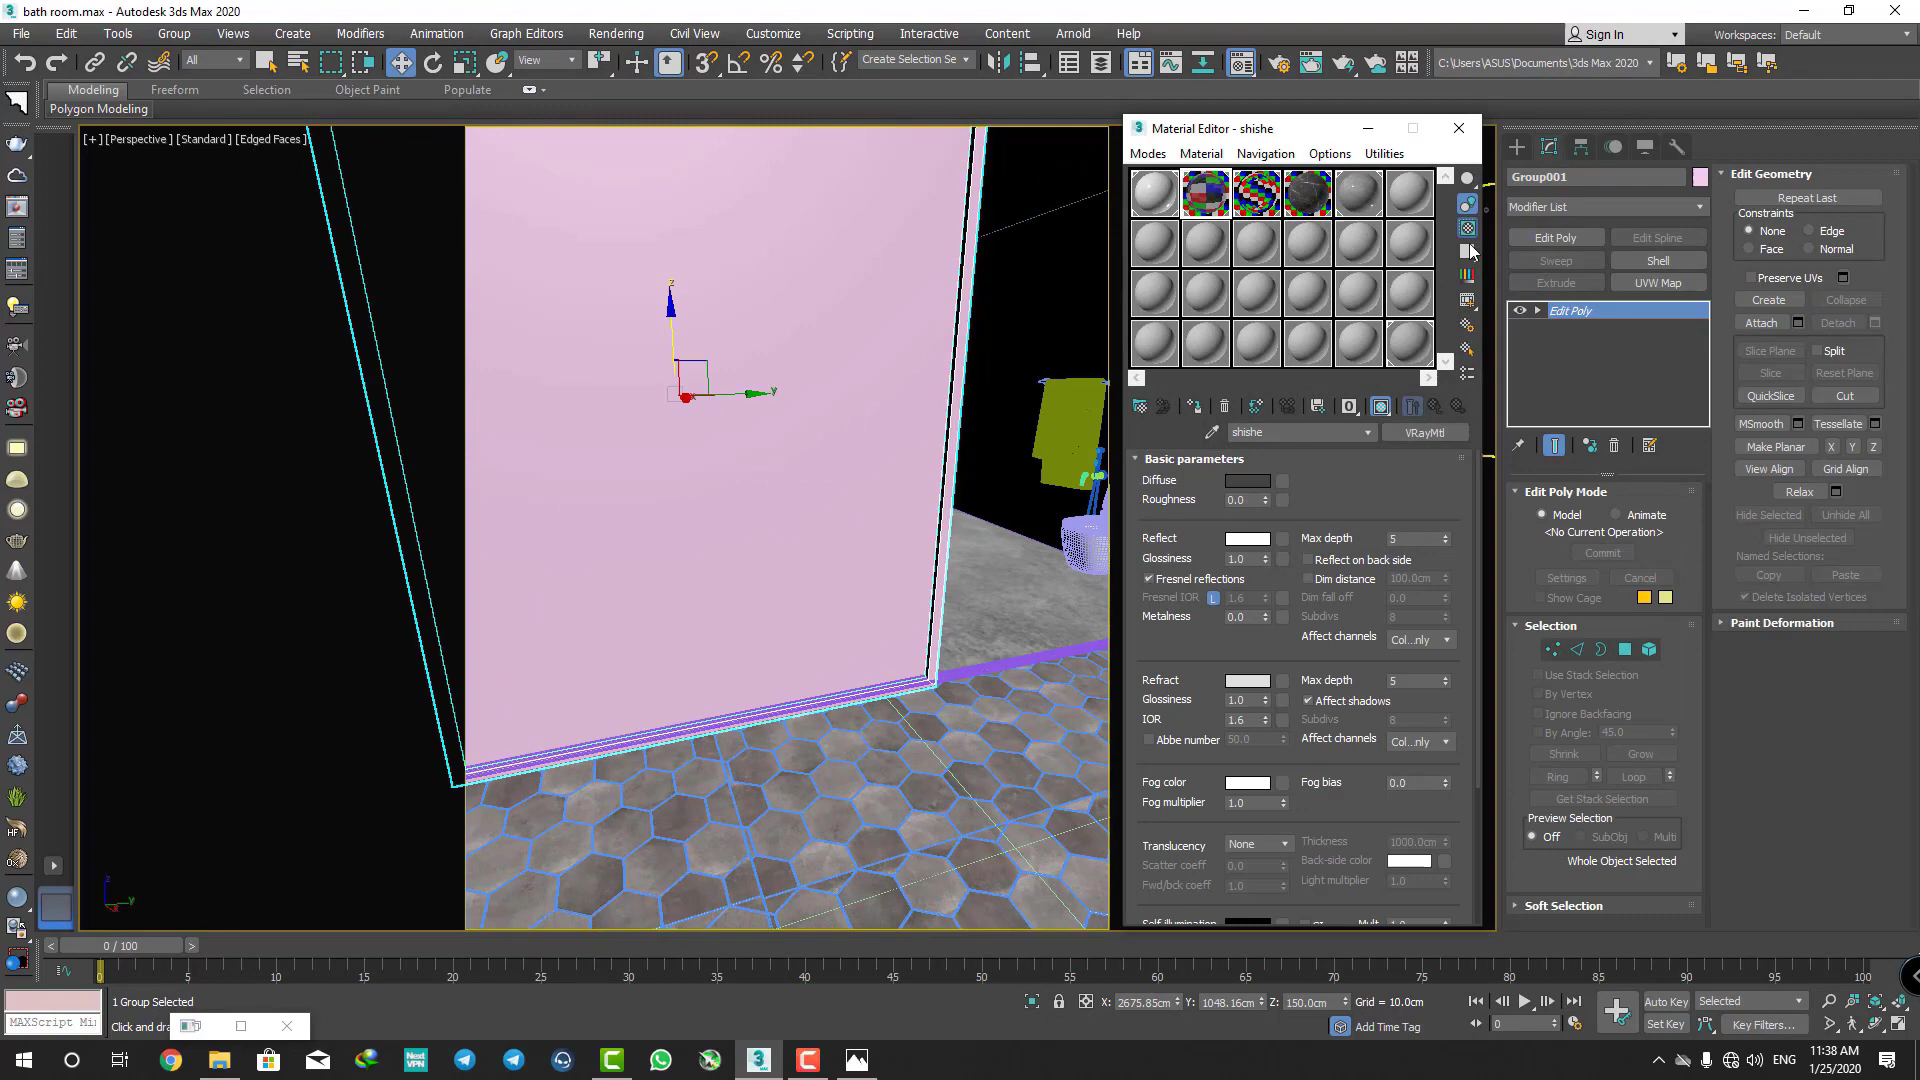 bath room.max - Autodesk 3ds Max 2020
File Edit Tools Group Views Create Modifiers Animation Graph Editors Rendering Civil View Customize Scripting Interactive Content Arnold Help
Sign In
Workspaces: Default
All
View
Create Selection Se
C:\Users\ASUS\Documents\3ds Max 2020
Modeling Freeform Selection Object Paint Populate
Polygon Modeling
[+] [Perspective ] [Standard ] [Edged Faces ]
z
y
Material Editor - shishe
Modes Material Navigation Options Utilities
shishe
VRayMtl
Basic parameters
Diffuse
Roughness 0.0
Reflect
Max depth 5
Glossiness 1.0
Reflect on back side
Fresnel reflections
Dim distance 100.0cm
Fresnel IOR L 1.6
Dim fall off 0.0
Metalness 0.0
Subdivs 8
Affect channels Col...nly
Refract
Max depth 5
Glossiness 1.0
Affect shadows
IOR 1.6
Subdivs 8
Abbe number 50.0
Affect channels Col...nly
Fog color
Fog bias 0.0
Fog multiplier 1.0
Translucency None
Thickness 1000.0cm
Scatter coeff 0.0
Back-side color
Fwd/bck coeff 1.0
Light multiplier 1.0
Group001
Modifier List
Edit Poly Edit Spline
Sweep Shell
Extrude UVW Map
Edit Poly
Edit Poly Mode
Model Animate
<No Current Operation>
Commit
Settings Cancel
Show Cage
Selection
Use Stack Selection
By Vertex
Ignore Backfacing
By Angle: 45.0
Shrink Grow
Ring Loop
Get Stack Selection
Preview Selection
Off SubObj Multi
Whole Object Selected
Soft Selection
Edit Geometry
Repeat Last
Constraints
None Edge
Face Normal
Preserve UVs
Create Collapse
Attach Detach
Slice Plane Split
Slice Reset Plane
QuickSlice Cut
MSmooth Tessellate
Make Planar X Y Z
View Align Grid Align
Relax
Hide Selected Unhide All
Hide Unselected
Named Selections:
Copy Paste
Delete Isolated Vertices
Paint Deformation
0 / 100
0 5 10 15 20 25 30 35 40 45 50 55 60 65 70 75 80 85 90 95 100
1 Group Selected
MAXScript Mi
Click and dra
X: 2675.85cm Y: 1048.16cm Z: 150.0cm Grid = 10.0cm
Add Time Tag
0
Auto Key Selected
Set Key Key Filters...
ENG
11:38 AM
1/25/2020